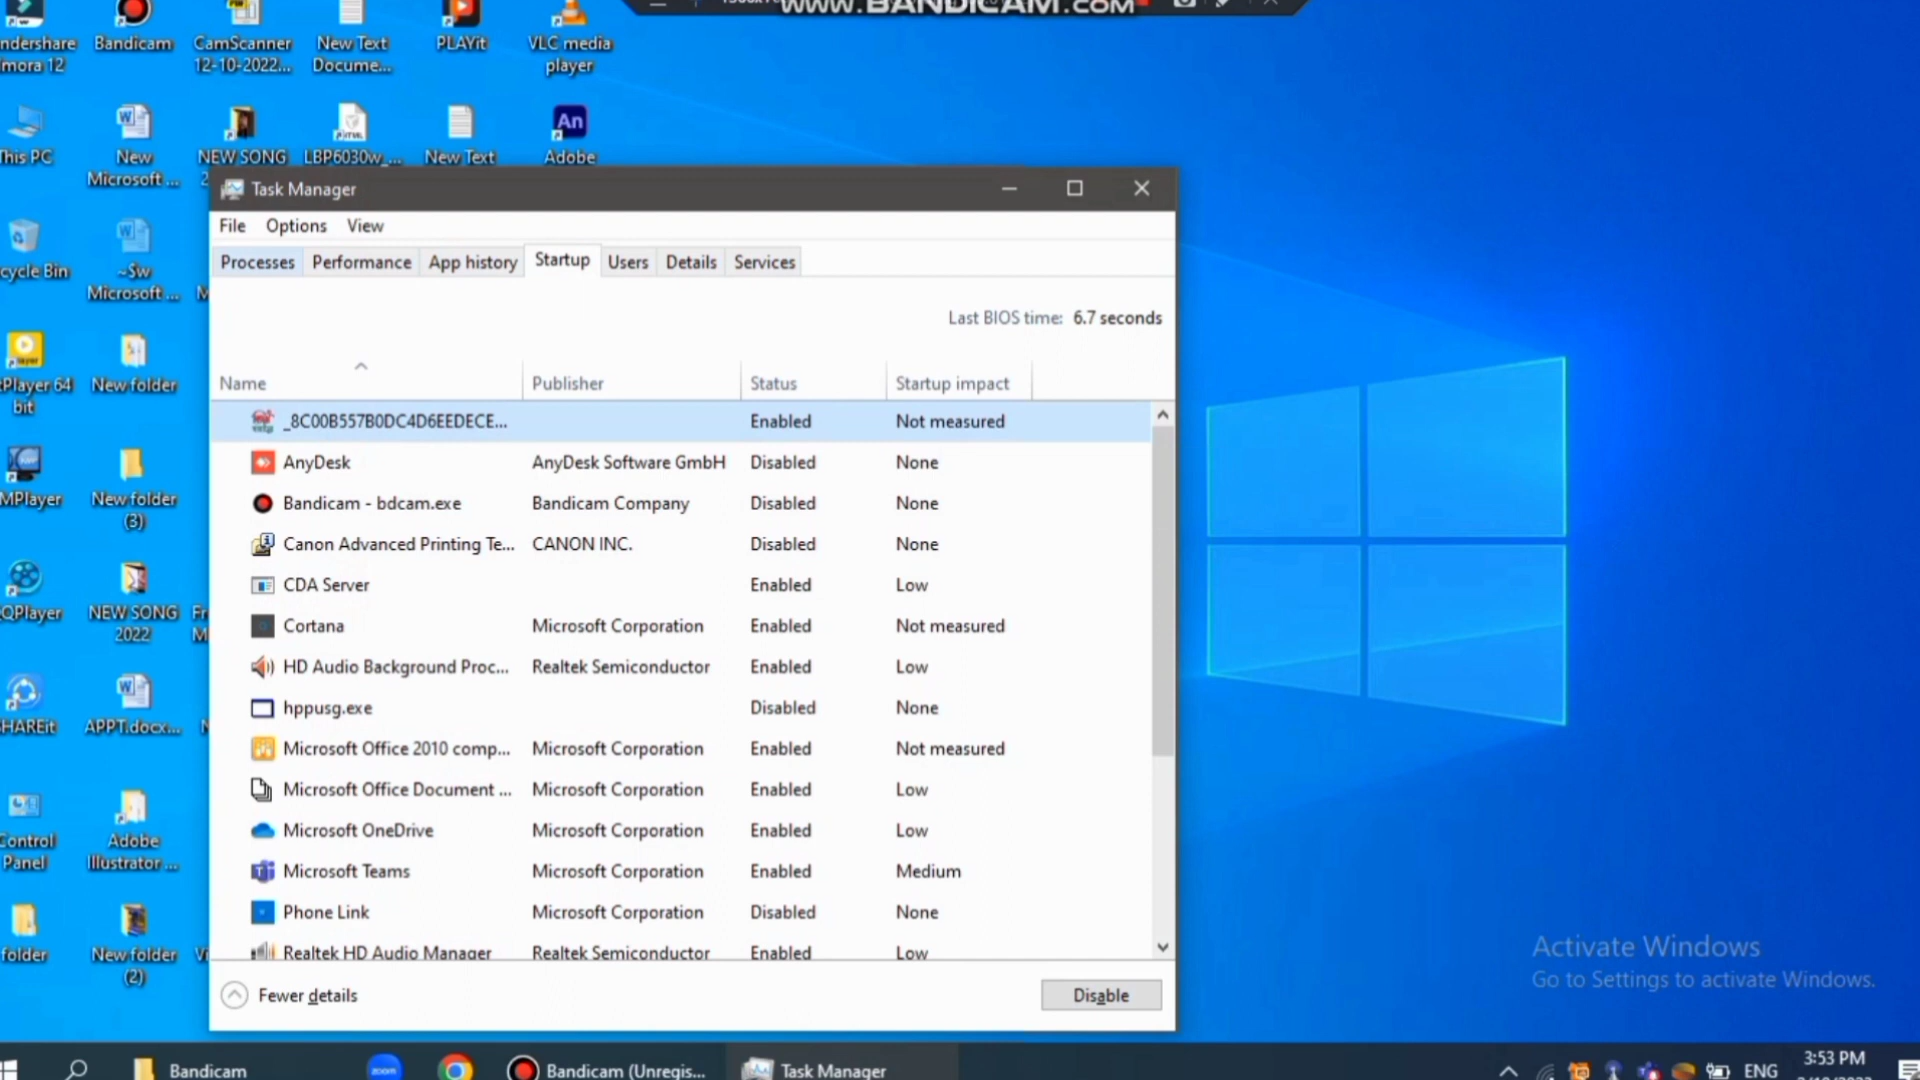 WWW.BANDICAM.COM
ndershare
mora 12
Bandicam
CamScanner
12-10-2022...
New Text
Docume...
PLAYit
VLC media
player
This PC
New
Microsoft ...
NEW SONG
2
LBP6030w_...
New Text
An
Adobe
cycle Bin
~$w
Microsoft ...
Player 64
bit
New folder
MPlayer
New folder
(3)
QPlayer
NEW SONG
2022
HAREit
APPT.docx...
Control
Panel
Adobe
Illustrator ...
folder
New folder
(2)
Task Manager
File Options View
Processes Performance App history Startup Users Details Services
Last BIOS time: 6.7 seconds
Name Publisher Status Startup impact
_8C00B557B0DC4D6EEDECE... Enabled Not measured
AnyDesk AnyDesk Software GmbH Disabled None
Bandicam - bdcam.exe Bandicam Company Disabled None
Canon Advanced Printing Te... CANON INC. Disabled None
CDA Server Enabled Low
Cortana Microsoft Corporation Enabled Not measured
HD Audio Background Proc... Realtek Semiconductor Enabled Low
hppusg.exe Disabled None
Microsoft Office 2010 comp... Microsoft Corporation Enabled Not measured
Microsoft Office Document ... Microsoft Corporation Enabled Low
Microsoft OneDrive Microsoft Corporation Enabled Low
Microsoft Teams Microsoft Corporation Enabled Medium
Phone Link Microsoft Corporation Disabled None
Realtek HD Audio Manager Realtek Semiconductor Enabled Low
Fewer details Disable
Activate Windows
Go to Settings to activate Windows.
Bandicam zoom Bandicam (Unregis... Task Manager ENG 3:53 PM